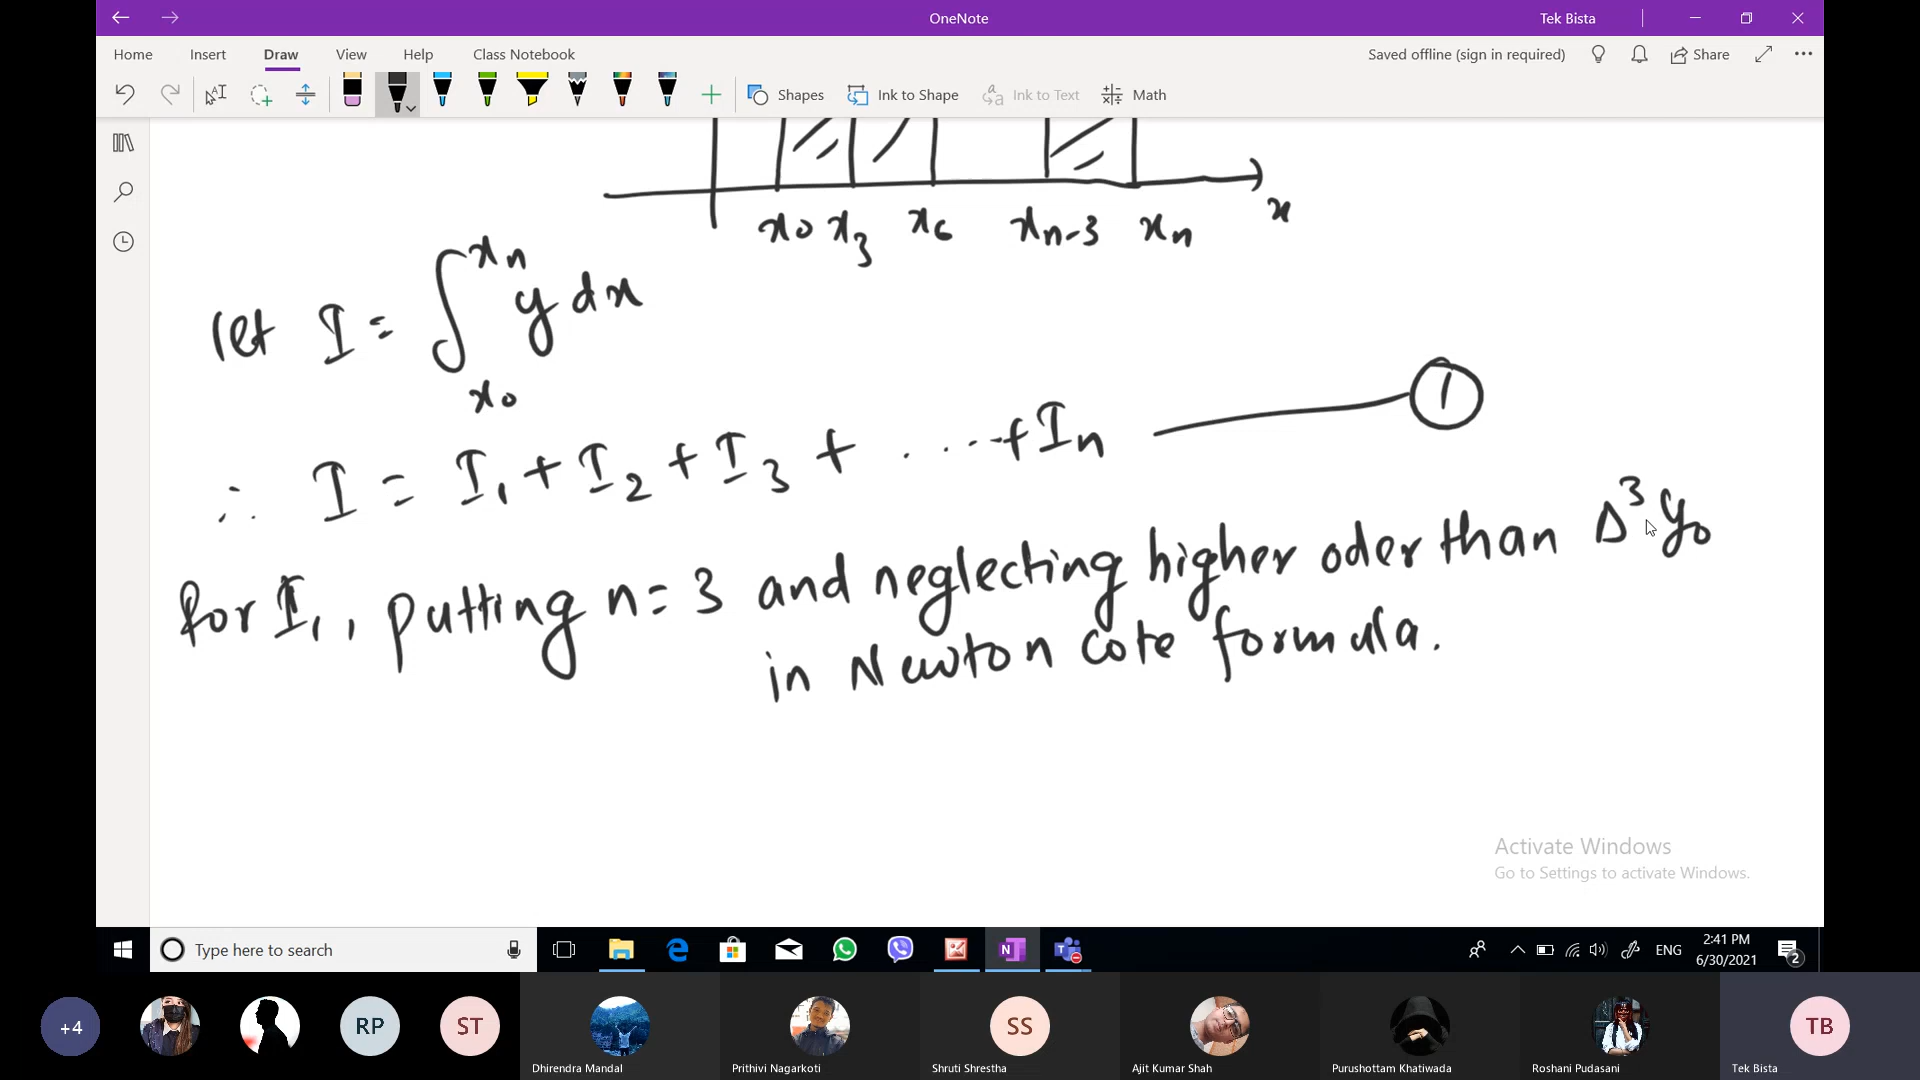 OneNote
Tek Bista
Home Insert Draw View Help Class Notebook
Saved offline (sign in required) Share
Shapes Ink to Shape Ink to Text Math
x0 x3 x6 xn-3 xn x
let I = ∫ y dx
xn
x0
∴ I = I1 + I2 + I3 + ....+ In ——— ①
for I1, putting n=3 and neglecting higher oder than Δ³y0
in Newton cote formula.
Activate Windows
Go to Settings to activate Windows.
Type here to search
ENG
2:41 PM
6/30/2021
2
+4 RP ST SS TB
Dhirendra Mandal Prithivi Nagarkoti Shruti Shrestha Ajit Kumar Shah Purushottam Khatiwada Roshani Pudasani Tek Bista